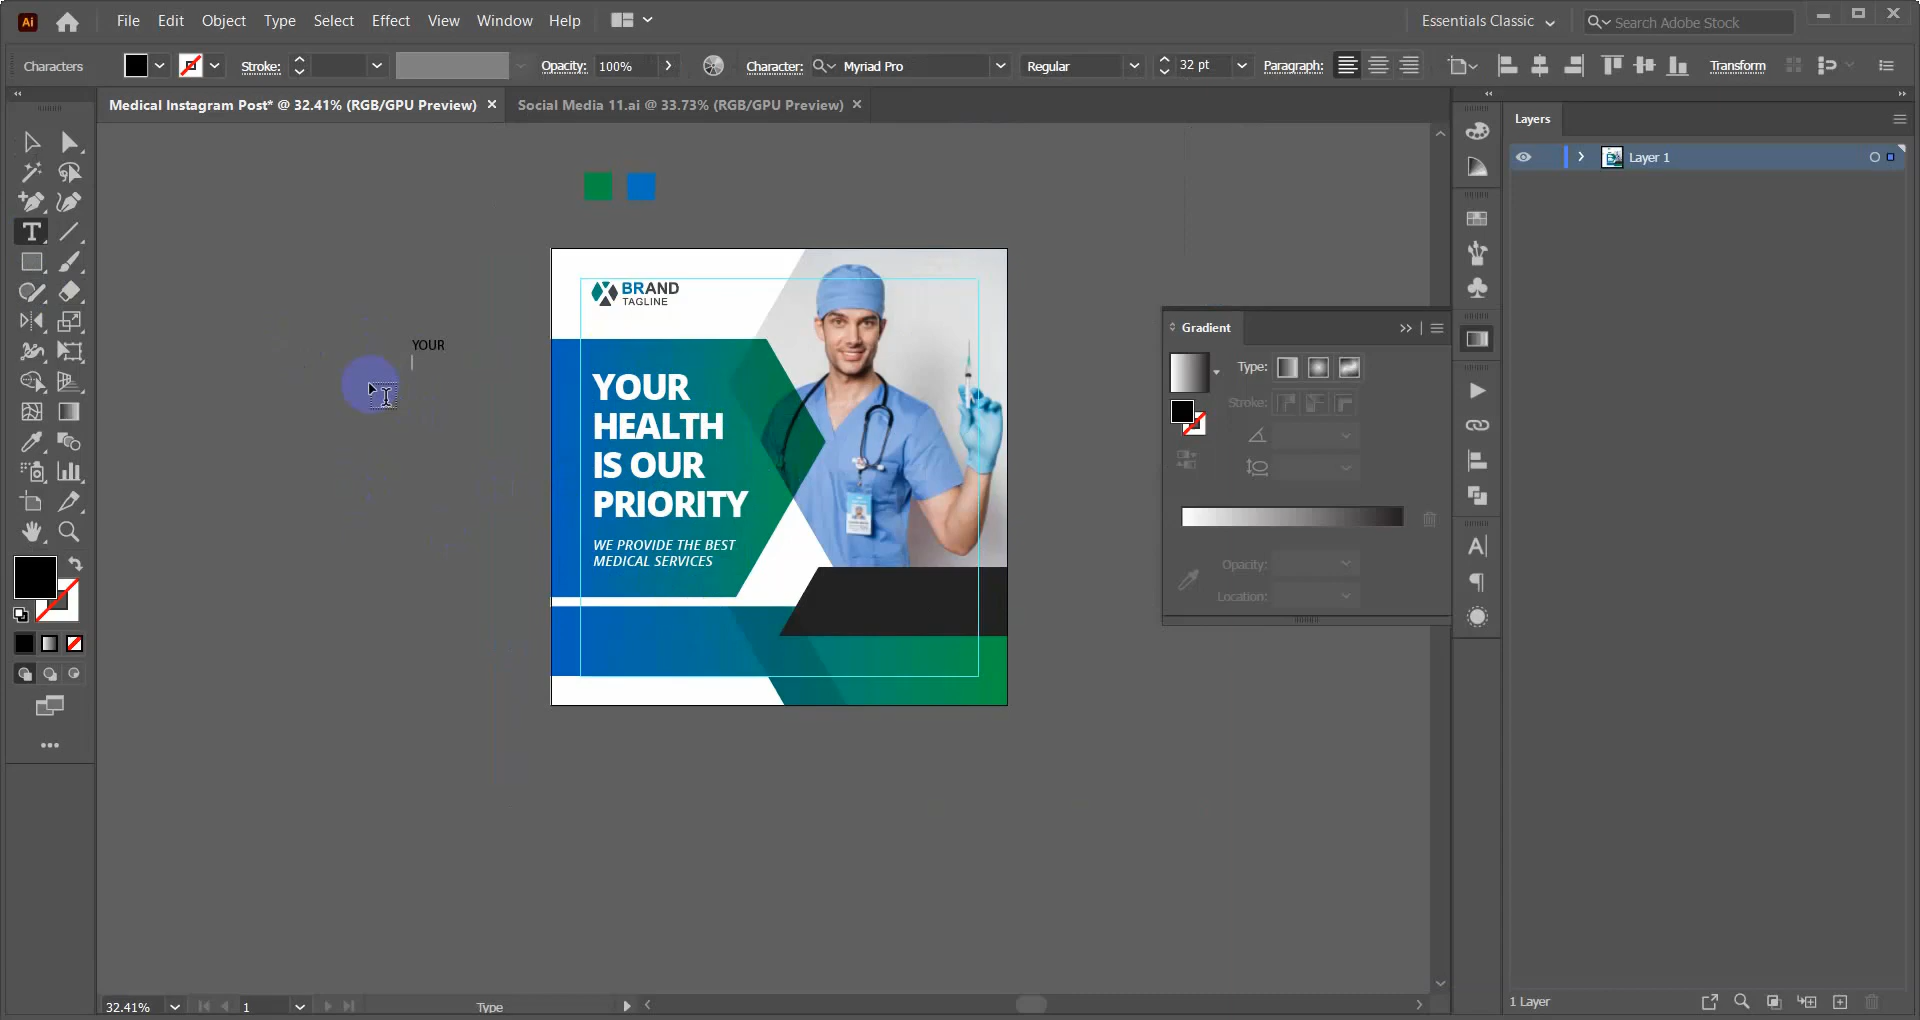 Ai File Edit Object Type Select Effect View Window Help Essentials Classic Search Adobe Stock
Characters Stroke: Opacity: 100% Character: Myriad Pro Regular 32 pt Paragraph: Transform
Medical Instagram Post* @ 32.41% (RGB/GPU Preview) × Social Media 11.ai @ 33.73% (RGB/GPU Preview) ×
Layers
Layer 1
BRAND
TAGLINE
YOUR
YOUR
HEALTH
IS OUR
PRIORITY
WE PROVIDE THE BEST
MEDICAL SERVICES
Gradient
Type:
Stroke:
Opacity:
Location:
32.41% 1 Type
1 Layer